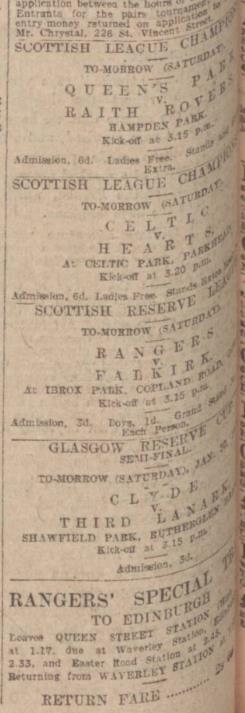 application between the hours of
Entrants for the pairs tournament
entry money returned on application to
Mr. Chrystal, 226 St. Vincent Street.
SCOTTISH LEAGUE
TO-MORROW (SATURDAY),
QUEEN'S PARK
v.
RAITH ROVERS
HAMPDEN PARK.
Kick-off at 3.15 p.m.
Admission, 6d. Ladies Free. Stands
Extra.
SCOTTISH LEAGUE
TO-MORROW (SATURDAY).
CELTIC
v.
HEARTS,
At CELTIC PARK, PARKHEAD.
Kick-off at 3.20 p.m.
Admission, 6d. Ladies Free. Stands Extra
SCOTTISH RESERVE LEAGUE
TO-MORROW (SATURDAY).
RANGERS
v.
FALKIRK,
At IBROX PARK, COPLAND ROAD,
Kick-off at 3.15 p.m.
Admission, 3d. Boys, 1d. Grand Stand
Each Person.
GLASGOW RESERVE CUP
SEMI-FINAL.
TO-MORROW (SATURDAY), JAN.
CLYDE
v.
THIRD LANARK
SHAWFIELD PARK, RUTHERGLEN
Kick-off at 3.15 p.m.
Admission, 3d.
RANGERS' SPECIAL
TO EDINBURGH
Leaves QUEEN STREET STATION
at 1.17, due at Waverley Station,
2.33, and Easter Road Station at 2.45.
Returning from WAVERLEY STATION
RETURN FARE ..........